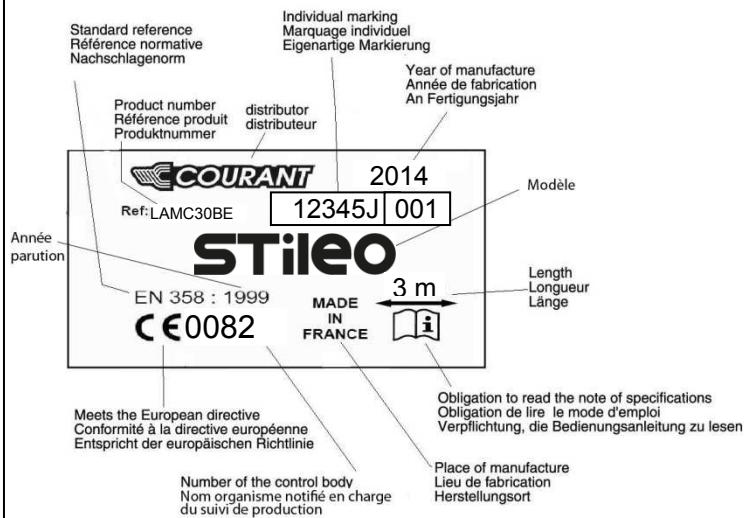 Standard reference
Référence normative
Nachschlagenorm
Individual marking
Marquage individuel
Eigenartige Markierung
Year of manufacture
Année de fabrication
An Fertigungsjahr
Product number
Référence produit
Produktnummer
distributor
distributeur
COURANT
2014
Ref: LAMC30BE
12345J 001
Modèle
STileo
Année
parution
EN 358 : 1999
CE0082
MADE
IN
FRANCE
3 m
i
Length
Longueur
Länge
Meets the European directive
Conformité à la directive européenne
Entspricht der europäischen Richtlinie
Obligation to read the note of specifications
Obligation de lire le mode d'emploi
Verpflichtung, die Bedienungsanleitung zu lesen
Number of the control body
Nom organisme notifié en charge
du suivi de production
Place of manufacture
Lieu de fabrication
Herstellungsort